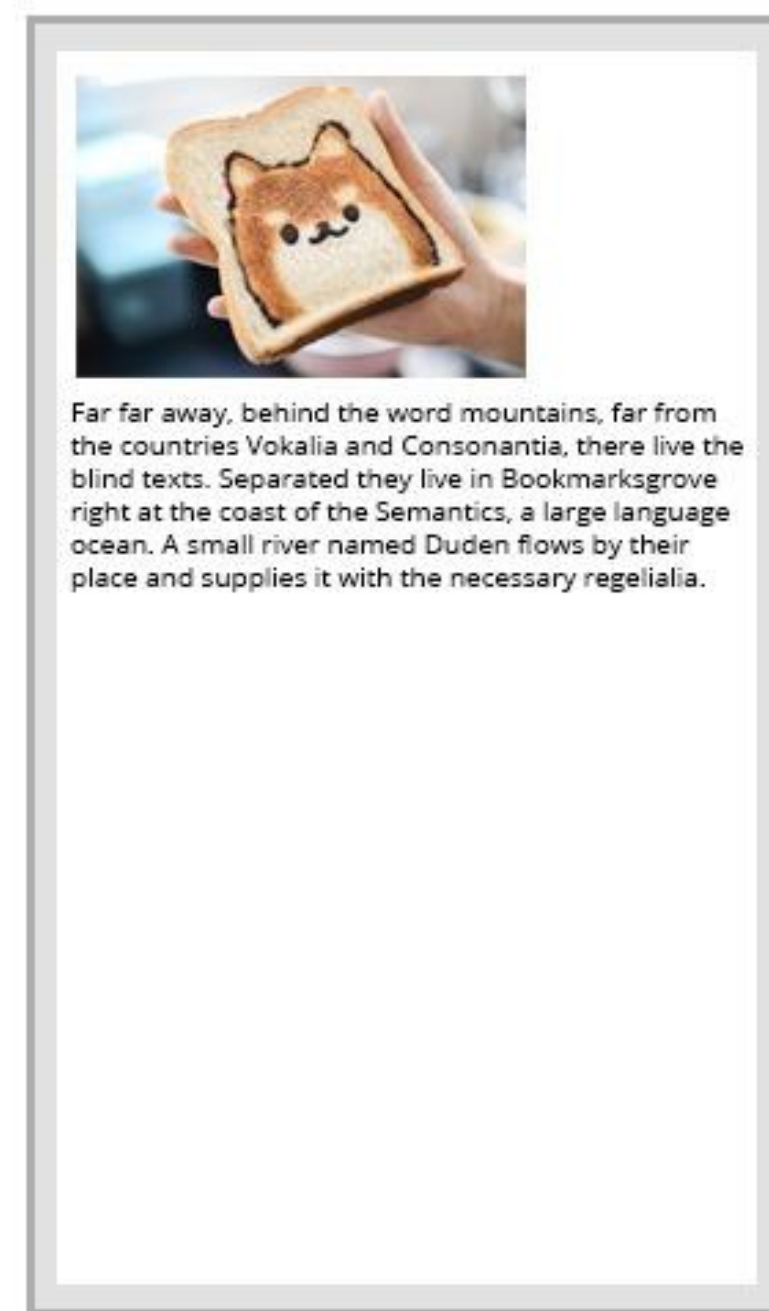 Far far away, behind the word mountains, far from
the countries Vokalia and Consonantia, there live the
blind texts. Separated they live in Bookmarksgrove
right at the coast of the Semantics, a large language
ocean. A small river named Duden flows by their
place and supplies it with the necessary regelialia.